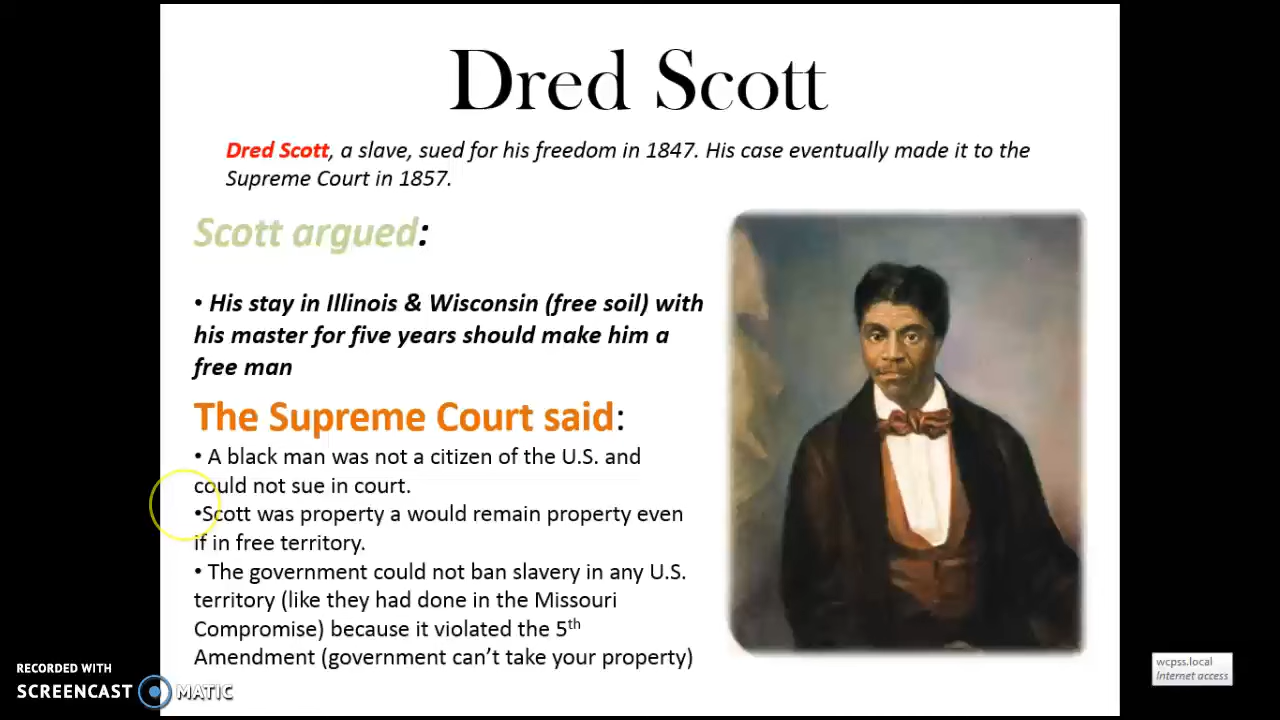 Dred Scott
Dred Scott, a slave, sued for his freedom in 1847. His case eventually made it to the
Supreme Court in 1857.
Scott argued:
• His stay in Illinois & Wisconsin (free soil) with
his master for five years should make him a
free man
The Supreme Court said:
• A black man was not a citizen of the U.S. and
could not sue in court.
•Scott was property a would remain property even
if in free territory.
• The government could not ban slavery in any U.S.
territory (like they had done in the Missouri
Compromise) because it violated the 5th
Amendment (government can't take your property)
RECORDED WITH
SCREENCAST MATIC
wcpss.local
Internet access